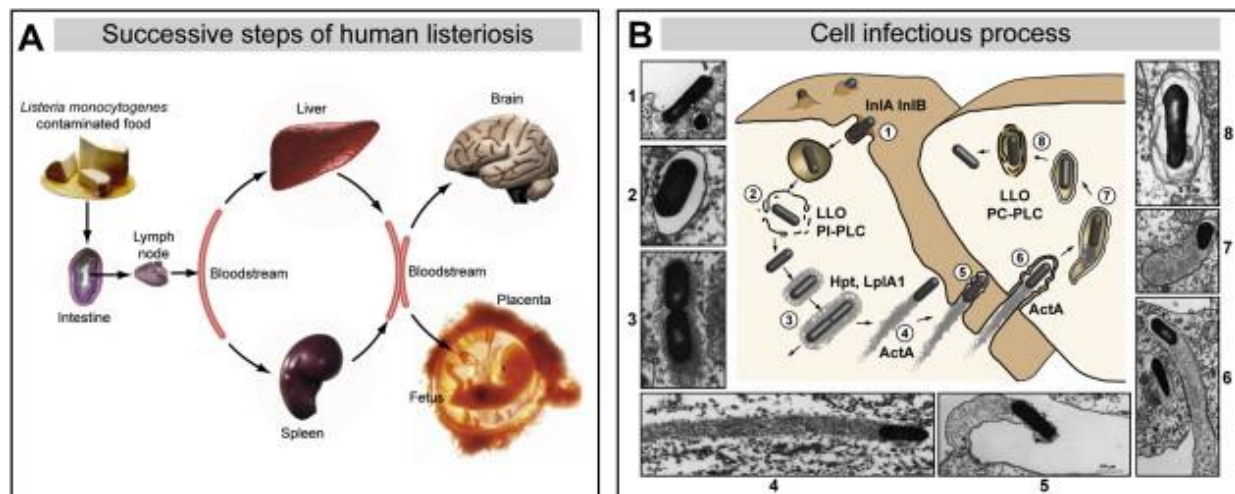 A
Successive steps of human listeriosis
Listeria monocytogenes
contaminated food
Liver
Brain
Lymph
node
Bloodstream
Bloodstream
Intestine
Placenta
Fetus
Spleen
B
Cell infectious process
1
2
3
InlA InlB
1
2
LLO
PI-PLC
Hpt, LplA1
3
4
ActA
5
6
ActA
7
8
LLO
PC-PLC
8
7
6
4
5